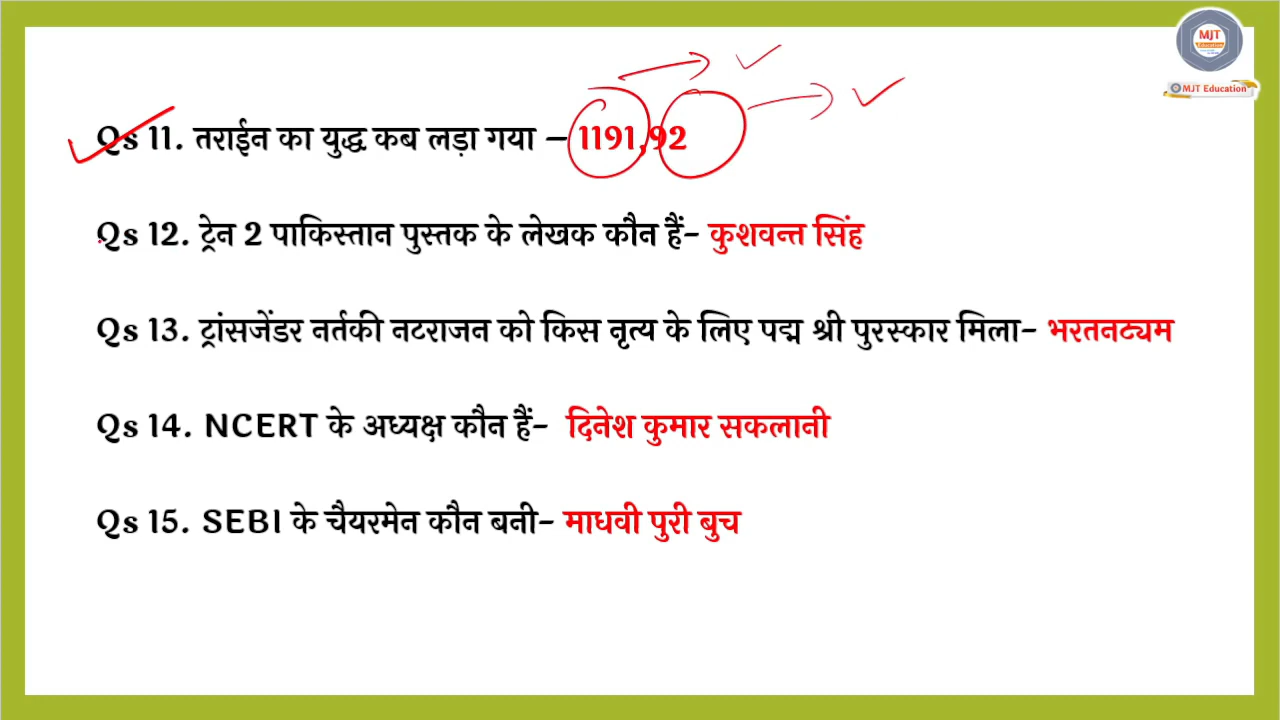 MJT
Education
MJT Education
Qs 11. तराईन का युद्ध कब लड़ा गया – 1191,92
Qs 12. ट्रेन 2 पाकिस्तान पुस्तक के लेखक कौन हैं- कुशवन्त सिंह
Qs 13. ट्रांसजेंडर नर्तकी नटराजन को किस नृत्य के लिए पद्म श्री पुरस्कार मिला- भरतनट्यम
Qs 14. NCERT के अध्यक्ष कौन हैं- दिनेश कुमार सकलानी
Qs 15. SEBI के चैयरमेन कौन बनी- माधवी पुरी बुच